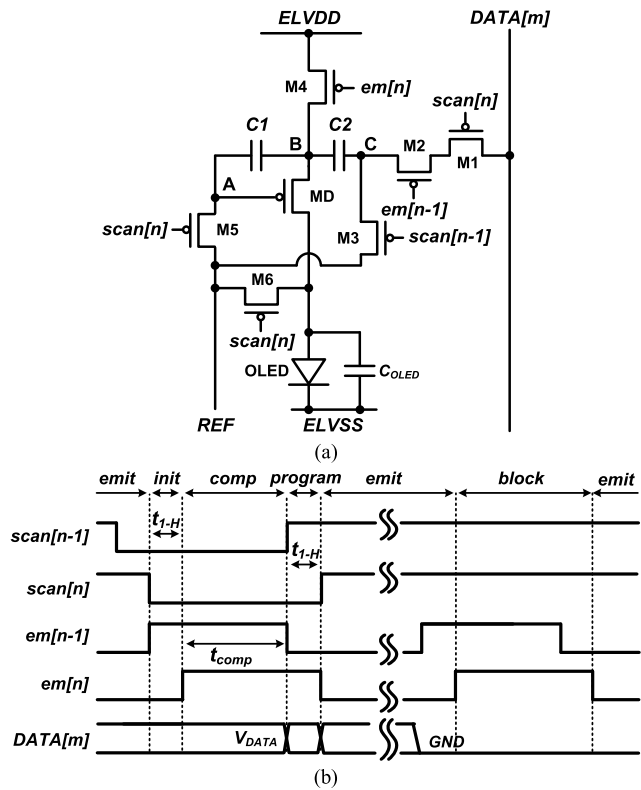 ELVDD
DATA[m]
M4
em[n]
scan[n]
C1
C2
B
C
M2
M1
A
MD
em[n-1]
scan[n]
M5
M3
scan[n-1]
M6
scan[n]
OLED
COLED
REF
ELVSS
(a)
emit
init
comp
program
emit
block
emit
scan[n-1]
t1-H
t1-H
scan[n]
em[n-1]
tcomp
em[n]
DATA[m]
VDATA
GND
(b)